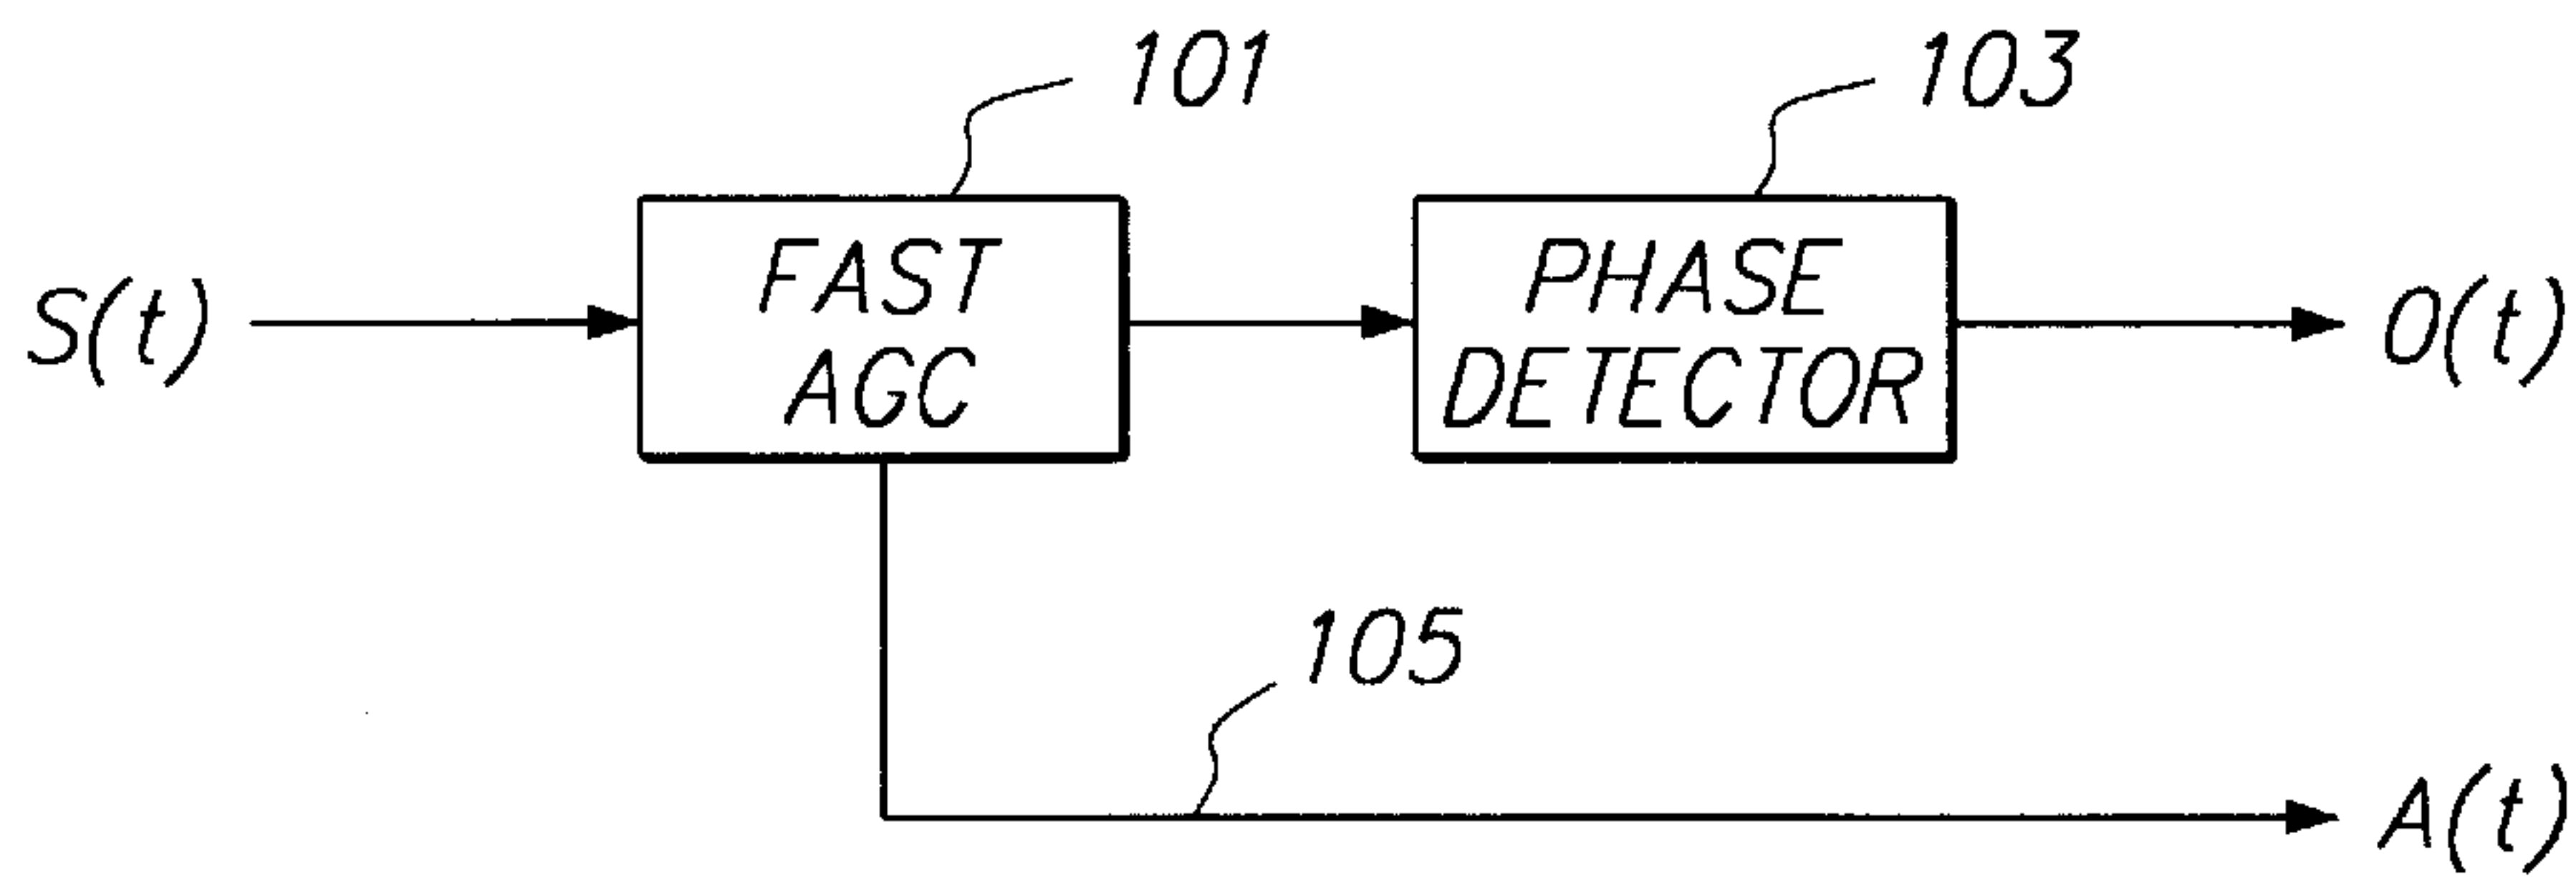 101
103
S(t)
FAST
AGC
PHASE
DETECTOR
O(t)
105
A(t)